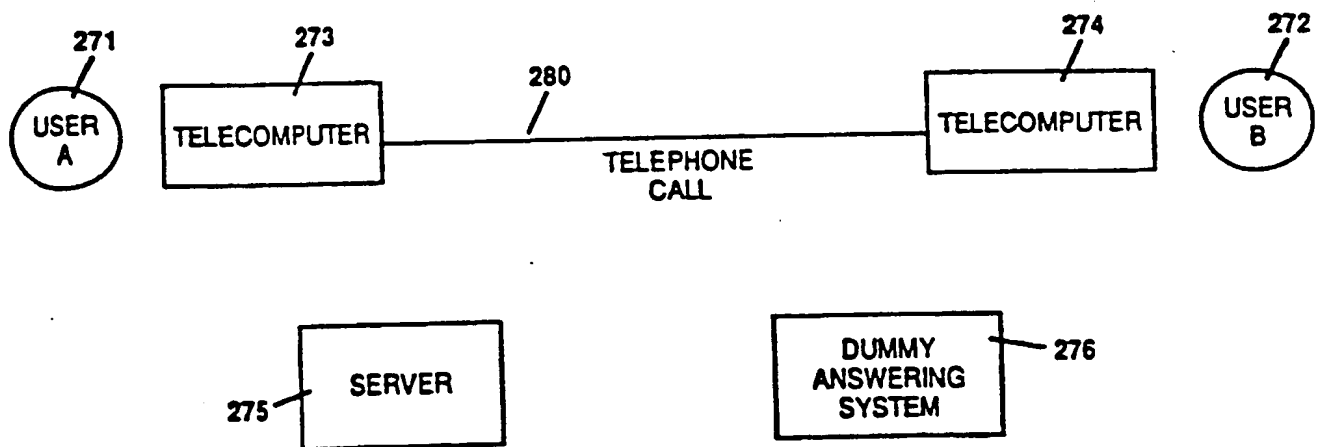 271
273
280
274
272
USER
A
TELECOMPUTER
TELEPHONE
CALL
TELECOMPUTER
USER
B
275
SERVER
DUMMY
ANSWERING
SYSTEM
276